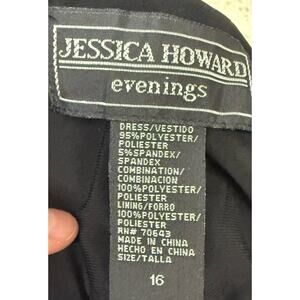 JESSICA HOWARD
evenings
DRESS/VESTIDO
95%POLYESTER/
POLIESTER
5%SPANDEX/
SPANDEX
COMBINATION/
COMBINACION
100%POLYESTER/
POLIESTER
LINING/FORRO
100%POLYESTER/
POLIESTER
RN# 70643
MADE IN CHINA
HECHO EN CHINA
SIZE/TALLA
16